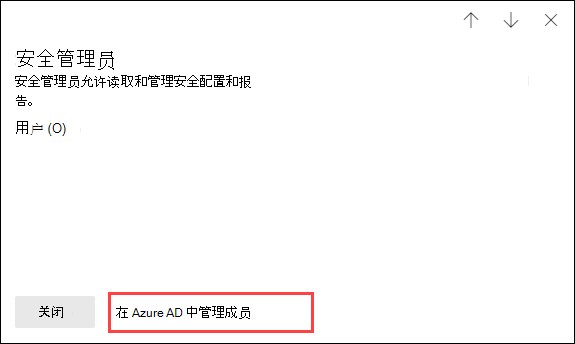 安全管理员
安全管理员允许读取和管理安全配置和报
告。
用户 (O)
关闭
在 Azure AD 中管理成员